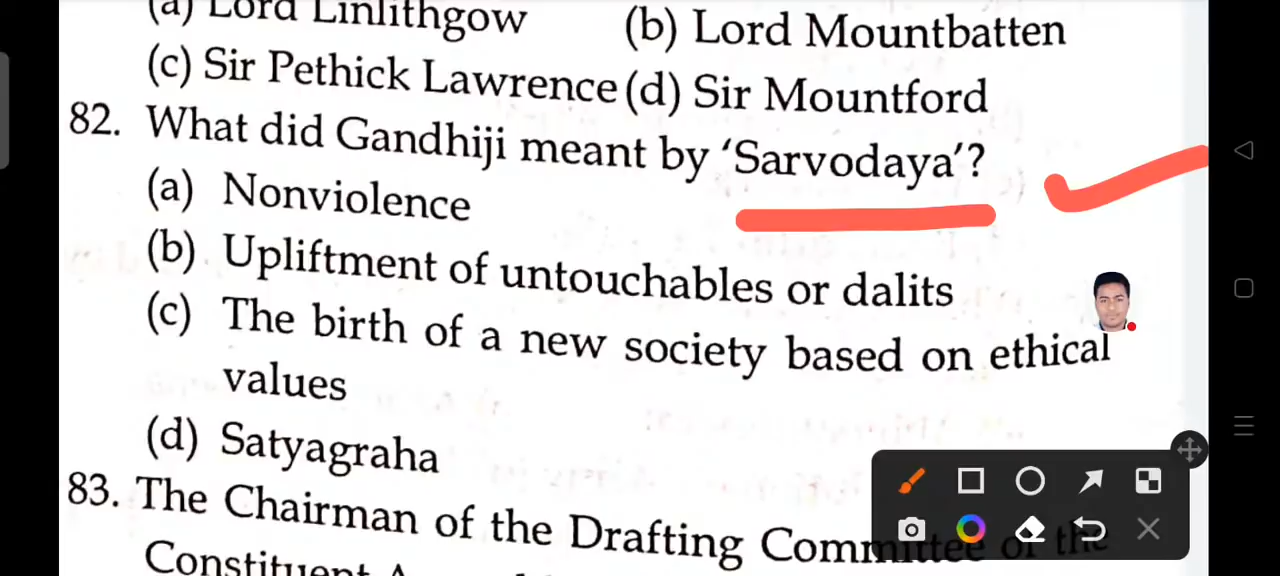 (a) Lord Linlithgow (b) Lord Mountbatten
(c) Sir Pethick Lawrence (d) Sir Mountford
82. What did Gandhiji meant by ‘Sarvodaya’?
(a) Nonviolence
(b) Upliftment of untouchables or dalits
(c) The birth of a new society based on ethical
values
(d) Satyagraha
83. The Chairman of the Drafting Committee of the
Constituent